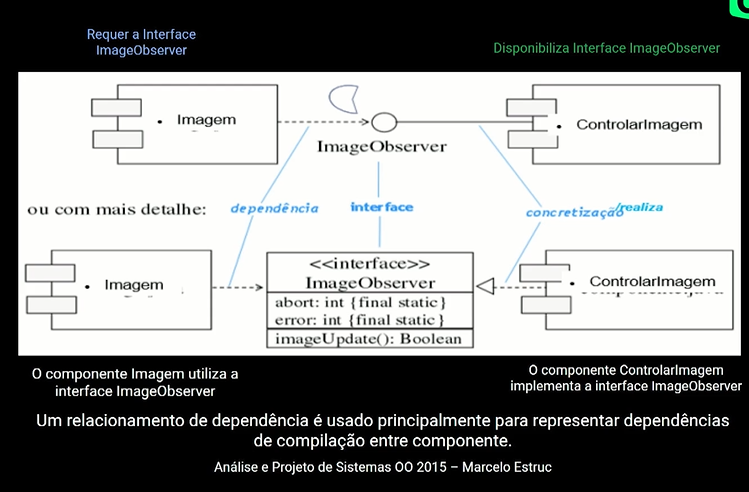 Requer a Interface
ImageObserver
Disponibiliza Interface ImageObserver
• Imagem
ImageObserver
• ControlarImagem
ou com mais detalhe:
dependência
interface
concretização/realiza
• Imagem
<<interface>>
ImageObserver
abort: int {final static}
error: int {final static}
imageUpdate(): Boolean
• ControlarImagem
O componente Imagem utiliza a
interface ImageObserver
O componente ControlarImagem
implementa a interface ImageObserver
Um relacionamento de dependência é usado principalmente para representar dependências
de compilação entre componente.
Análise e Projeto de Sistemas OO 2015 – Marcelo Estruc